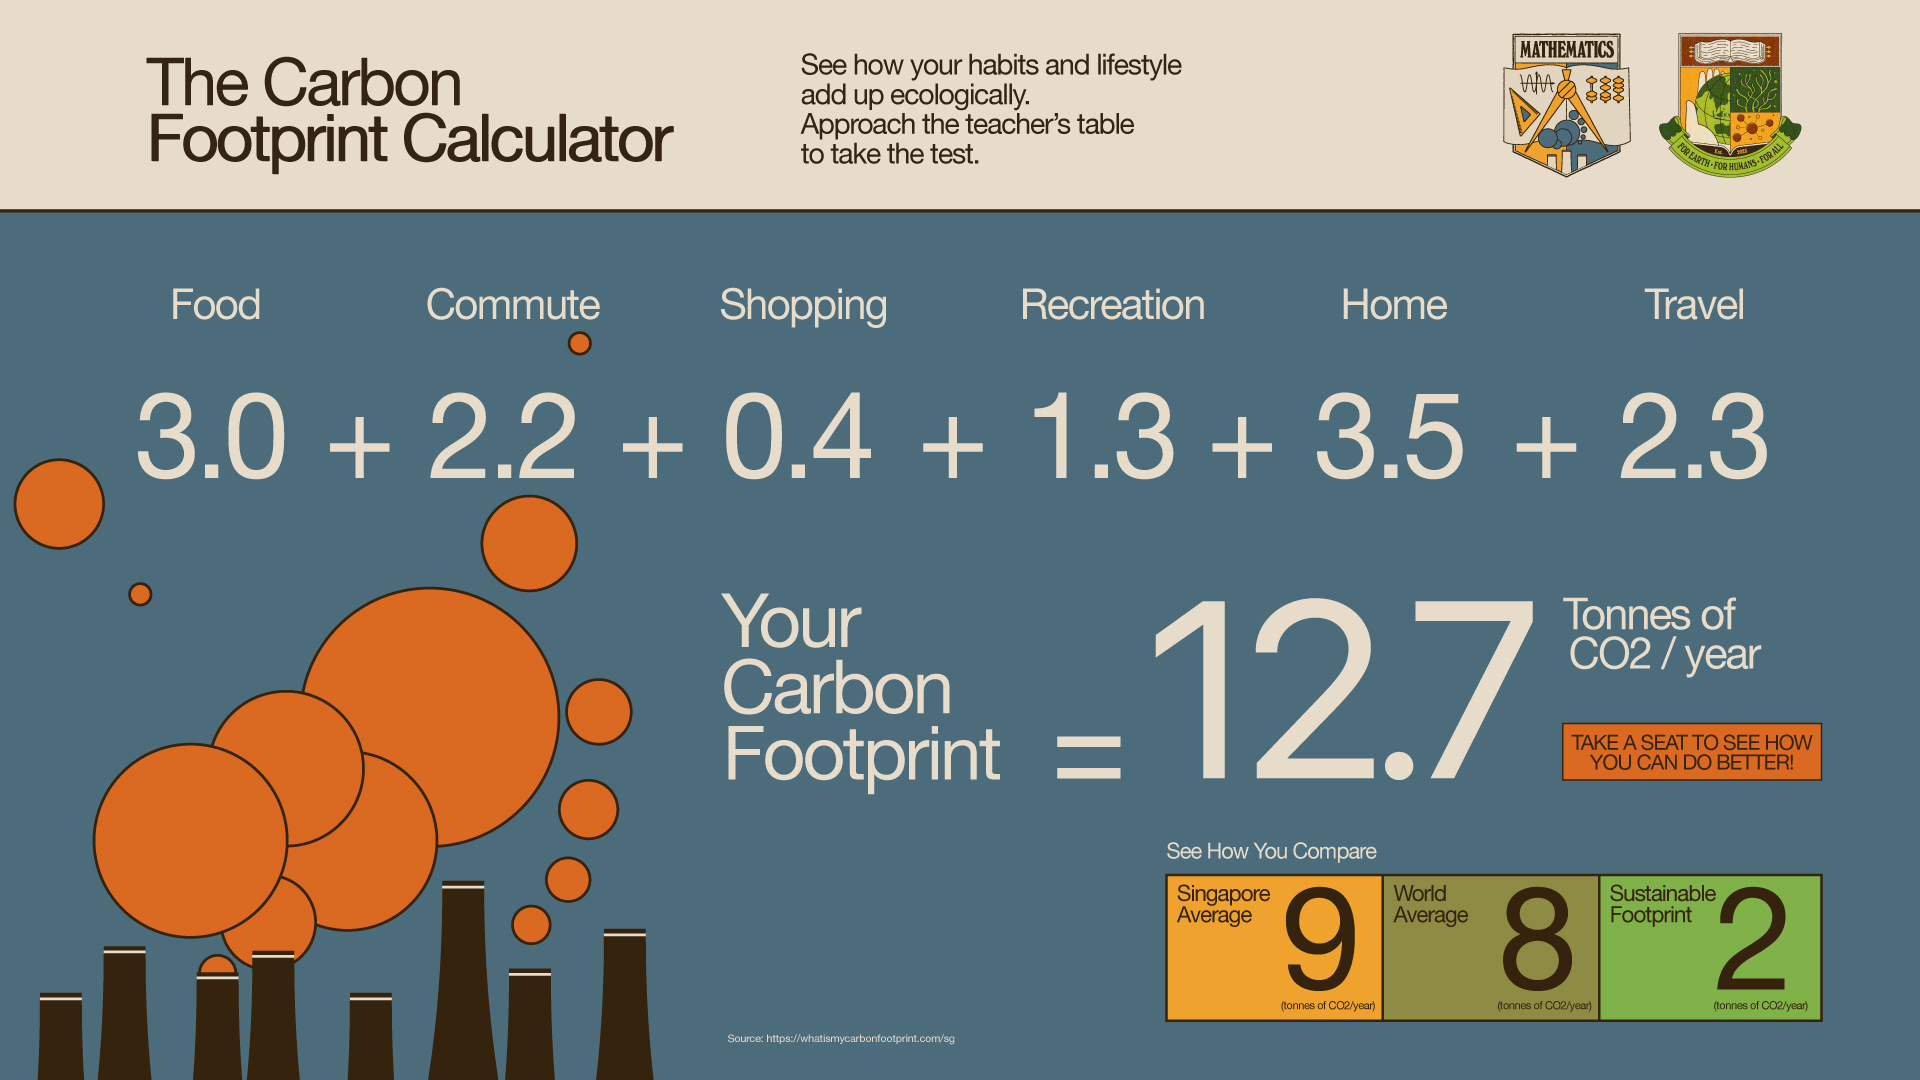 The Carbon
Footprint Calculator
See how your habits and lifestyle
add up ecologically.
Approach the teacher's table
to take the test.
MATHEMATICS
Est. 2023
FOR EARTH • FOR HUMANS • FOR ALL
Food Commute Shopping Recreation Home Travel
3.0 + 2.2 + 0.4 + 1.3 + 3.5 + 2.3
Your
Carbon
Footprint = 12.7
Tonnes of
CO2 / year
TAKE A SEAT TO SEE HOW
YOU CAN DO BETTER!
See How You Compare
Singapore
Average
9
(tonnes of CO2/year)
World
Average
8
(tonnes of CO2/year)
Sustainable
Footprint
2
(tonnes of CO2/year)
Source: https://whatismycarbonfootprint.com/sg